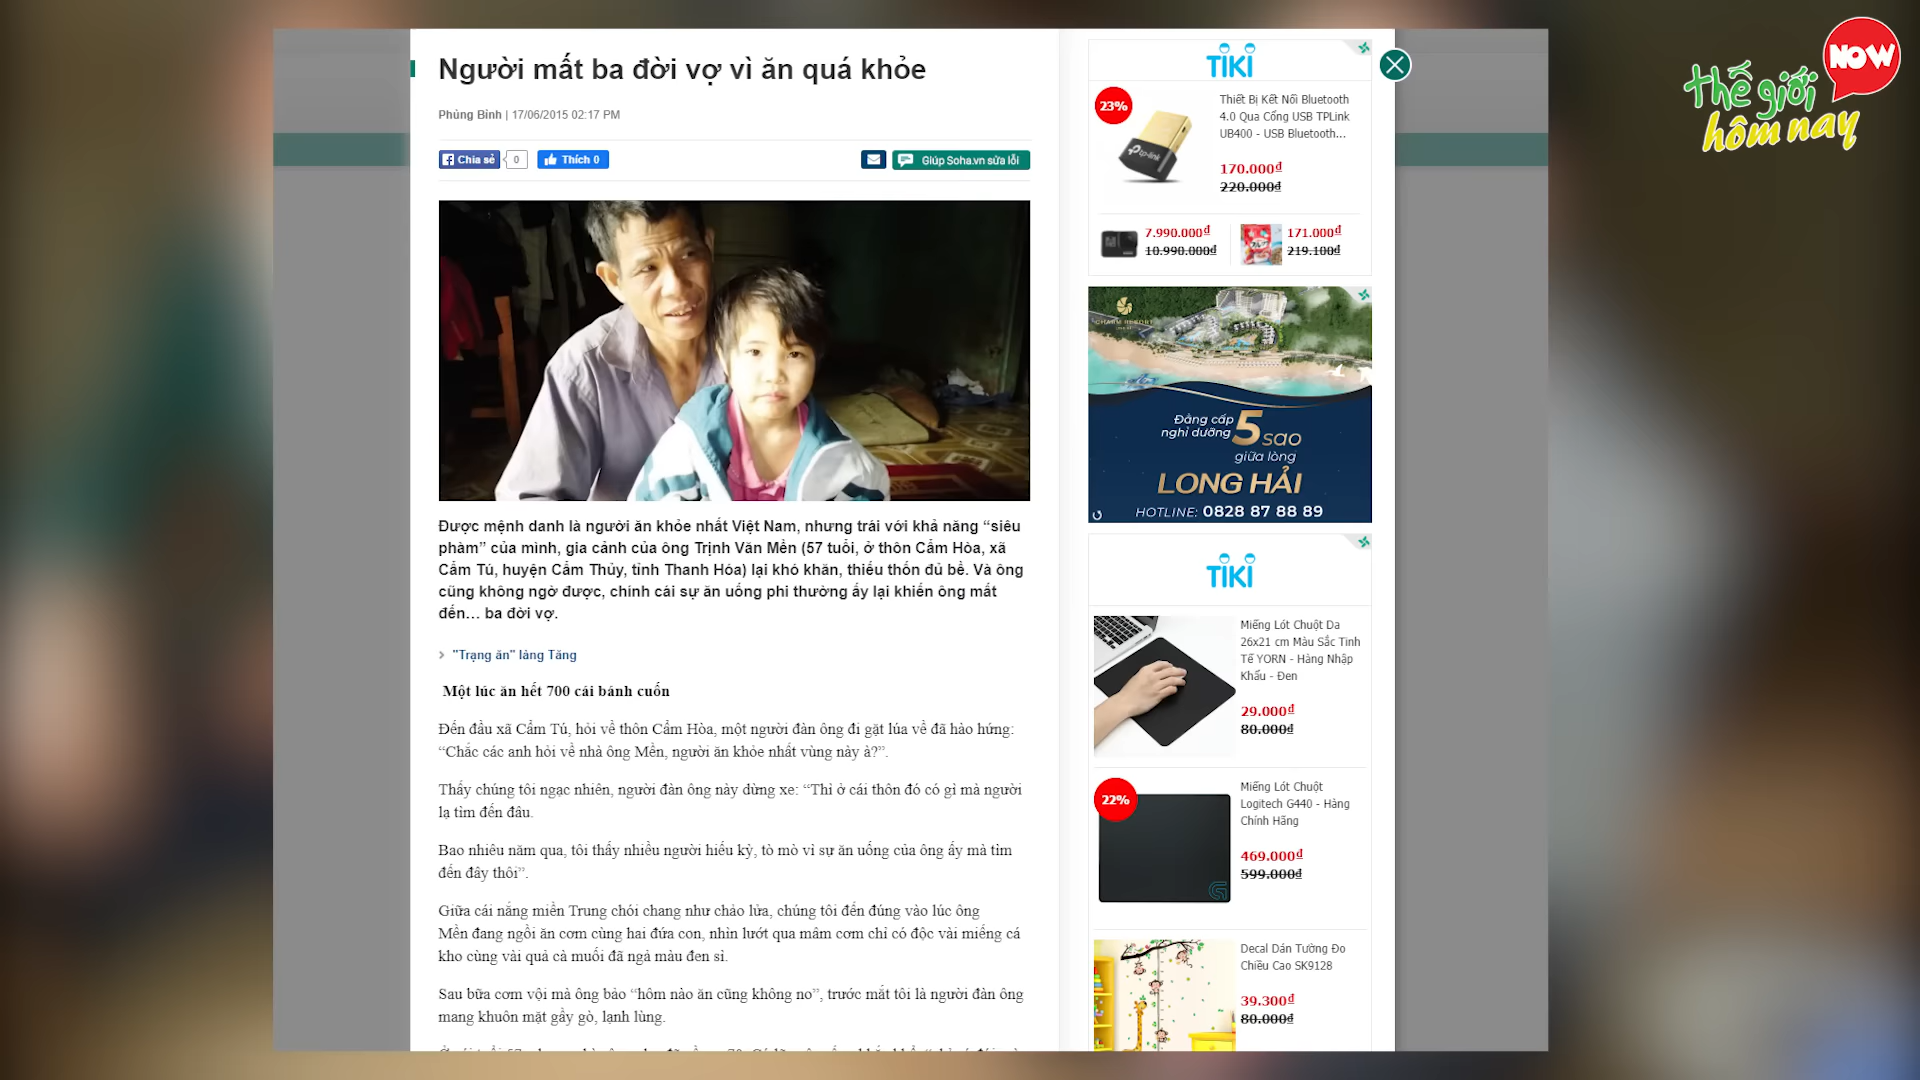 Người mất ba đời vợ vì ăn quá khỏe
Phùng Bình | 17/06/2015 02:17 PM
Chia sẻ 0 Thích 0 Giúp Soha.vn sửa lỗi
Được mệnh danh là người ăn khỏe nhất Việt Nam, nhưng trái với khả năng “siêu
phàm” của mình, gia cảnh của ông Trịnh Văn Mền (57 tuổi, ở thôn Cẩm Hòa, xã
Cẩm Tú, huyện Cẩm Thủy, tỉnh Thanh Hóa) lại khó khăn, thiếu thốn đủ bề. Và ông
cũng không ngờ được, chính cái sự ăn uống phi thường ấy lại khiến ông mất
đến… ba đời vợ.
"Trạng ăn" làng Tăng
Một lúc ăn hết 700 cái bánh cuốn
Đến đầu xã Cẩm Tú, hỏi về thôn Cẩm Hòa, một người đàn ông đi gặt lúa về đã hào hứng:
“Chắc các anh hỏi về nhà ông Mền, người ăn khỏe nhất vùng này à?”.
Thấy chúng tôi ngạc nhiên, người đàn ông này dừng xe: “Thì ở cái thôn đó có gì mà người
lạ tìm đến đâu.
Bao nhiêu năm qua, tôi thấy nhiều người hiếu kỳ, tò mò vì sự ăn uống của ông ấy mà tìm
đến đây thôi”.
Giữa cái nắng miền Trung chói chang như chảo lửa, chúng tôi đến đúng vào lúc ông
Mền đang ngồi ăn cơm cùng hai đứa con, nhìn lướt qua mâm cơm chỉ có độc vài miếng cá
kho cùng vài quả cà muối đã ngả màu đen sì.
Sau bữa cơm vội mà ông bảo “hôm nào ăn cũng không no”, trước mắt tôi là người đàn ông
mang khuôn mặt gầy gò, lạnh lùng.
TIKI
23%
Thiết Bị Kết Nối Bluetooth
4.0 Qua Cổng USB TPLink
UB400 - USB Bluetooth...
tp-link
170.000đ
220.000đ
7.990.000đ
10.990.000đ
171.000đ
219.100đ
CHARM RESORT
Đẳng cấp
nghỉ dưỡng 5 sao
giữa lòng
LONG HẢI
HOTLINE: 0828 87 88 89
TIKI
Miếng Lót Chuột Da
26x21 cm Màu Sắc Tinh
Tế YORN - Hàng Nhập
Khẩu - Đen
29.000đ
80.000đ
22%
Miếng Lót Chuột
Logitech G440 - Hàng
Chính Hãng
469.000đ
599.000đ
Decal Dán Tường Đo
Chiều Cao SK9128
39.300đ
80.000đ
NOW
thế giới
hôm nay